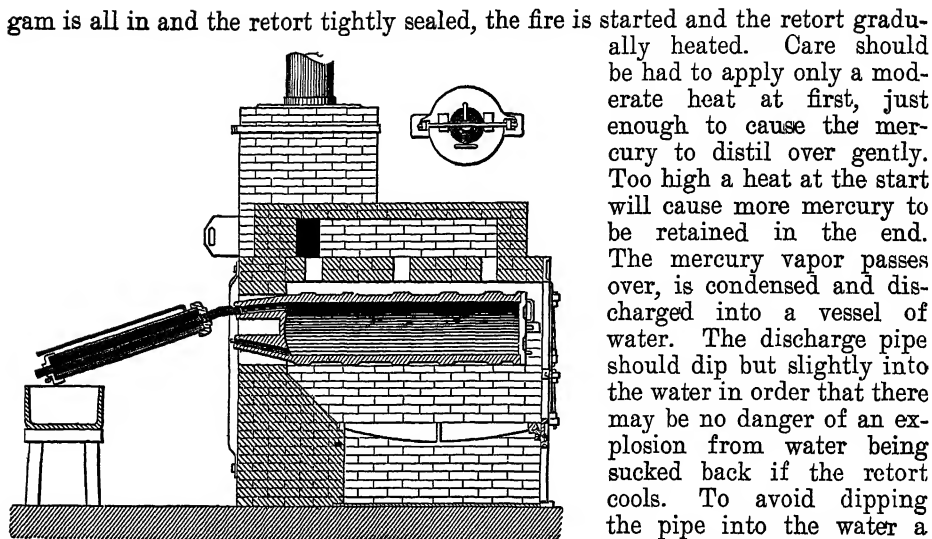 gam is all in and the retort tightly sealed, the fire is started and the retort gradu-
ally heated. Care should
be had to apply only a mod-
erate heat at first, just
enough to cause the mer-
cury to distil over gently.
Too high a heat at the start
will cause more mercury to
be retained in the end.
The mercury vapor passes
over, is condensed and dis-
charged into a vessel of
water. The discharge pipe
should dip but slightly into
the water in order that there
may be no danger of an ex-
plosion from water being
sucked back if the retort
cools. To avoid dipping
the pipe into the water a